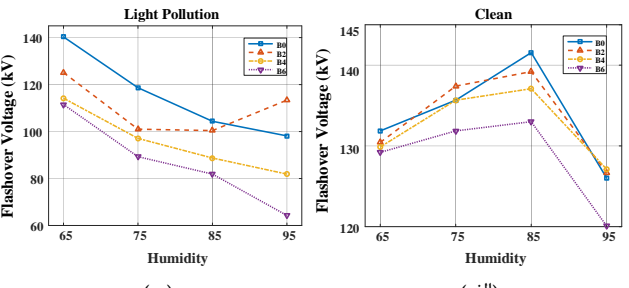 Light Pollution
Flashover Voltage (kV)
140
120
100
80
60
65
75
85
95
Humidity
B0
B2
B4
B6
Clean
Flashover Voltage (kV)
145
140
130
120
65
75
85
95
Humidity
B0
B2
B4
B6